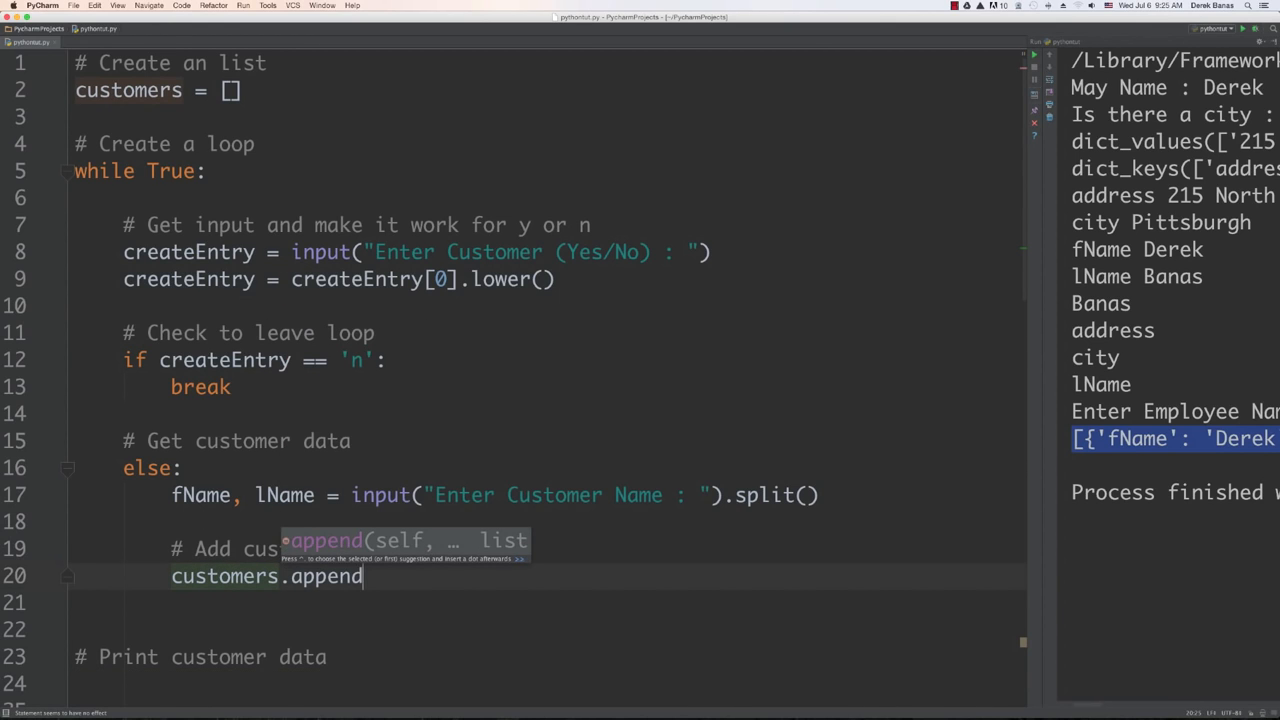 PyCharm File Edit View Navigate Code Refactor Run Tools VCS Window Help
10 Wed Jul 6 9:25 AM Derek Banas
pythontut.py - PycharmProjects - [~/PycharmProjects]
PycharmProjects pythontut.py
pythontut
pythontut.py
Run pythontut
1 # Create an list
2 customers = []
3
4 # Create a loop
5 while True:
6
7 # Get input and make it work for y or n
8 createEntry = input("Enter Customer (Yes/No) : ")
9 createEntry = createEntry[0].lower()
10
11 # Check to leave loop
12 if createEntry == 'n':
13 break
14
15 # Get customer data
16 else:
17 fName, lName = input("Enter Customer Name : ").split()
18
19 # Add cus
append(self, … list
Press ^. to choose the selected (or first) suggestion and insert a dot afterwards. >>
20 customers.append
21
22
23 # Print customer data
24
/Library/Framework
May Name : Derek
Is there a city :
dict_values(['215
dict_keys(['addres
address 215 North
city Pittsburgh
fName Derek
lName Banas
Banas
address
city
lName
Enter Employee Nam
[{'fName': 'Derek
Process finished w
Statement seems to have no effect
20:25 LF‡ UTF-8‡